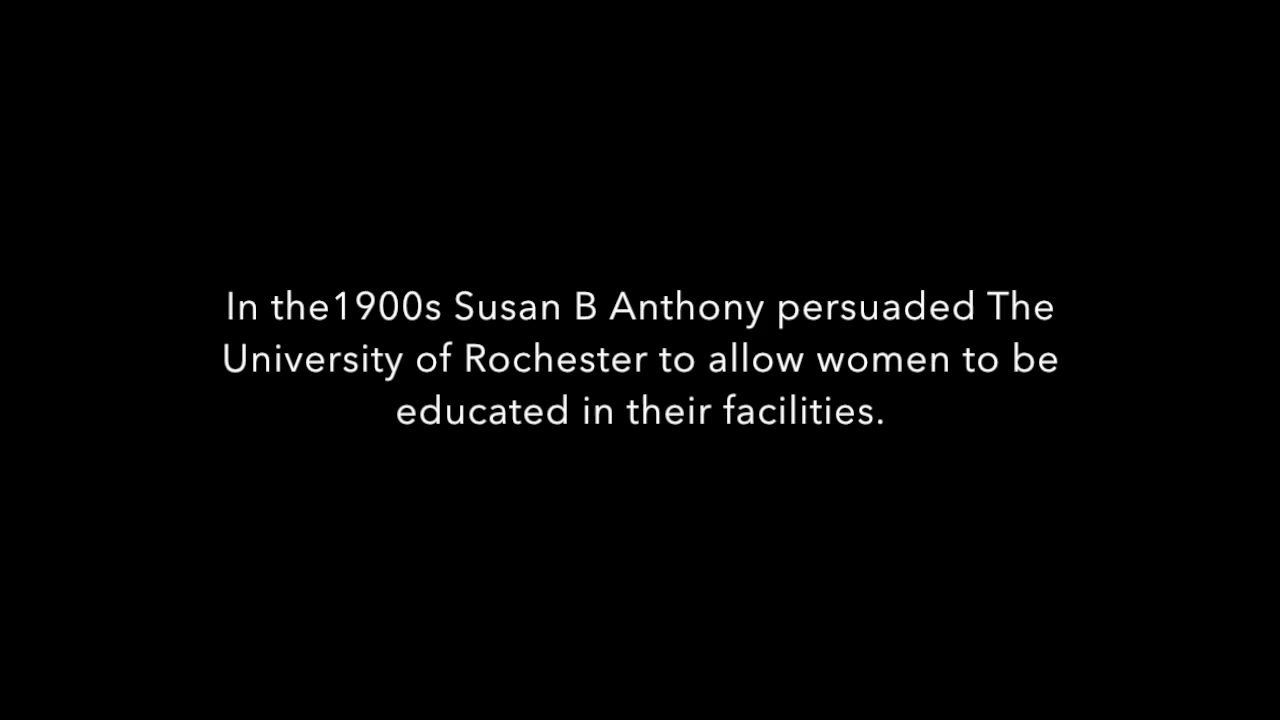 In the1900s Susan B Anthony persuaded The
University of Rochester to allow women to be
educated in their facilities.